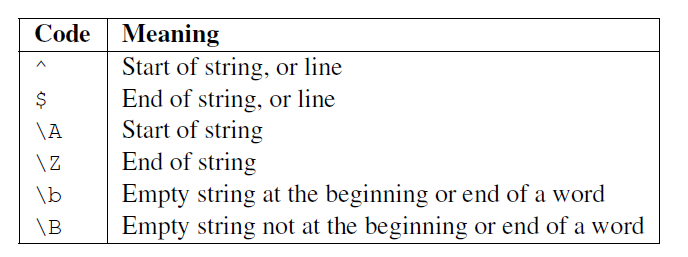 Code Meaning
^ Start of string, or line
$ End of string, or line
\A Start of string
\Z End of string
\b Empty string at the beginning or end of a word
\B Empty string not at the beginning or end of a word